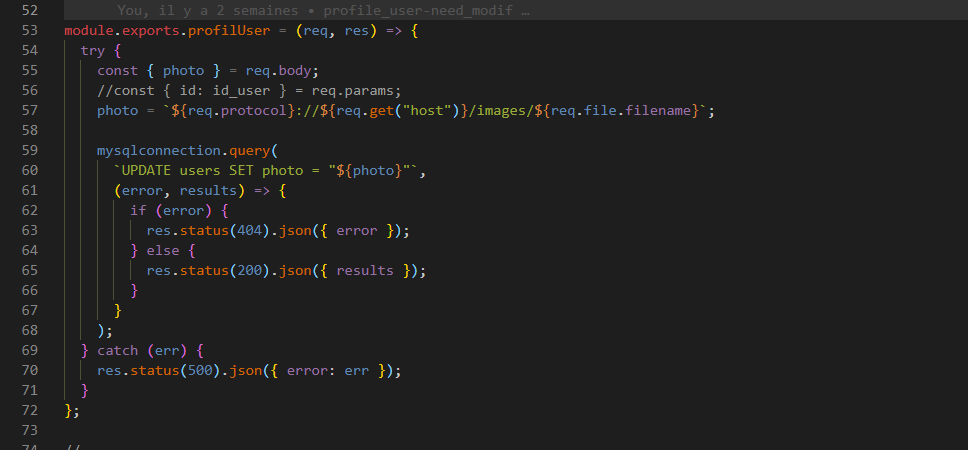 52 You, il y a 2 semaines • profile_user-need_modif …
53 module.exports.profilUser = (req, res) => {
54 try {
55 const { photo } = req.body;
56 //const { id: id_user } = req.params;
57 photo = `${req.protocol}://${req.get("host")}/images/${req.file.filename}`;
58
59 mysqlconnection.query(
60 `UPDATE users SET photo = "${photo}"`,
61 (error, results) => {
62 if (error) {
63 res.status(404).json({ error });
64 } else {
65 res.status(200).json({ results });
66 }
67 }
68 );
69 } catch (err) {
70 res.status(500).json({ error: err });
71 }
72 };
73
74 //